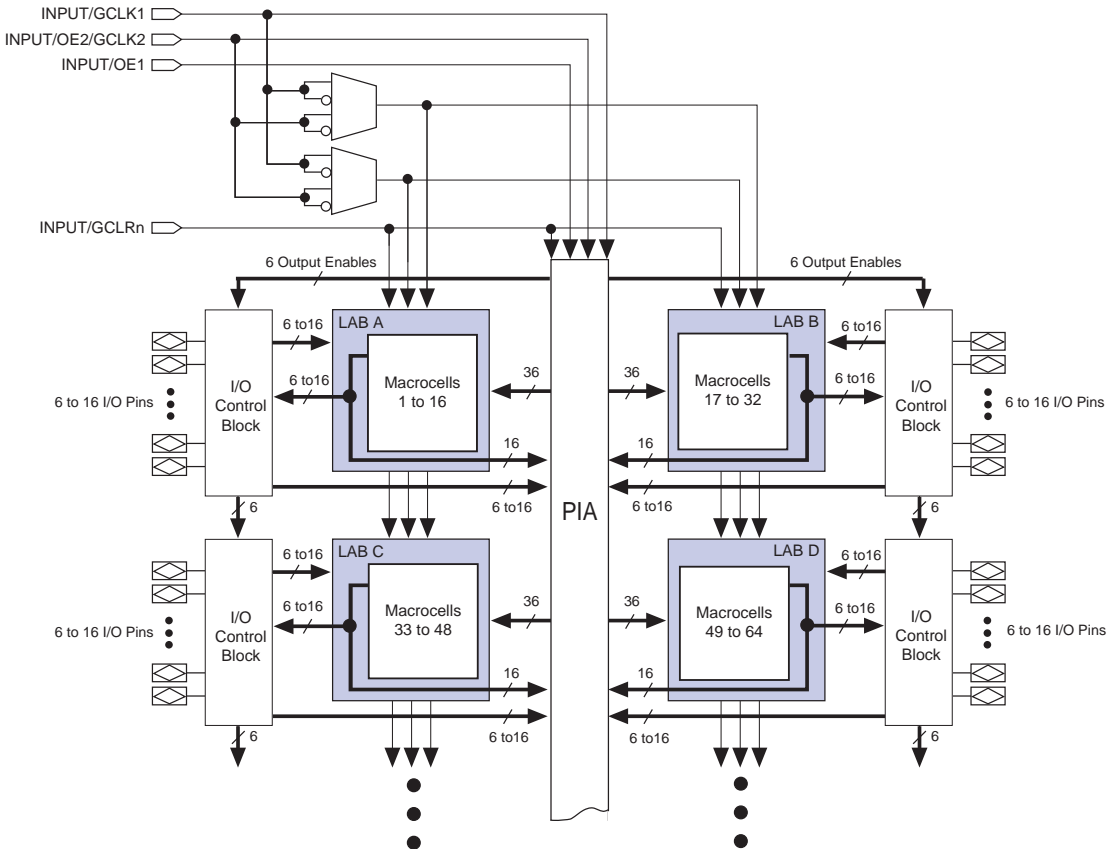 INPUT/GCLK1
INPUT/OE2/GCLK2
INPUT/OE1
INPUT/GCLRn
6 Output Enables
6 Output Enables
LAB A
LAB B
6 to16
6 to16
6 to16
6 to16
Macrocells
1 to 16
Macrocells
17 to 32
36
36
I/O
Control
Block
I/O
Control
Block
6 to 16 I/O Pins
6 to 16 I/O Pins
16
16
6 to16
6 to16
PIA
6
6
LAB C
LAB D
6 to16
6 to16
6 to16
6 to16
Macrocells
33 to 48
Macrocells
49 to 64
36
36
I/O
Control
Block
I/O
Control
Block
6 to 16 I/O Pins
6 to 16 I/O Pins
16
16
6 to16
6 to16
6
6